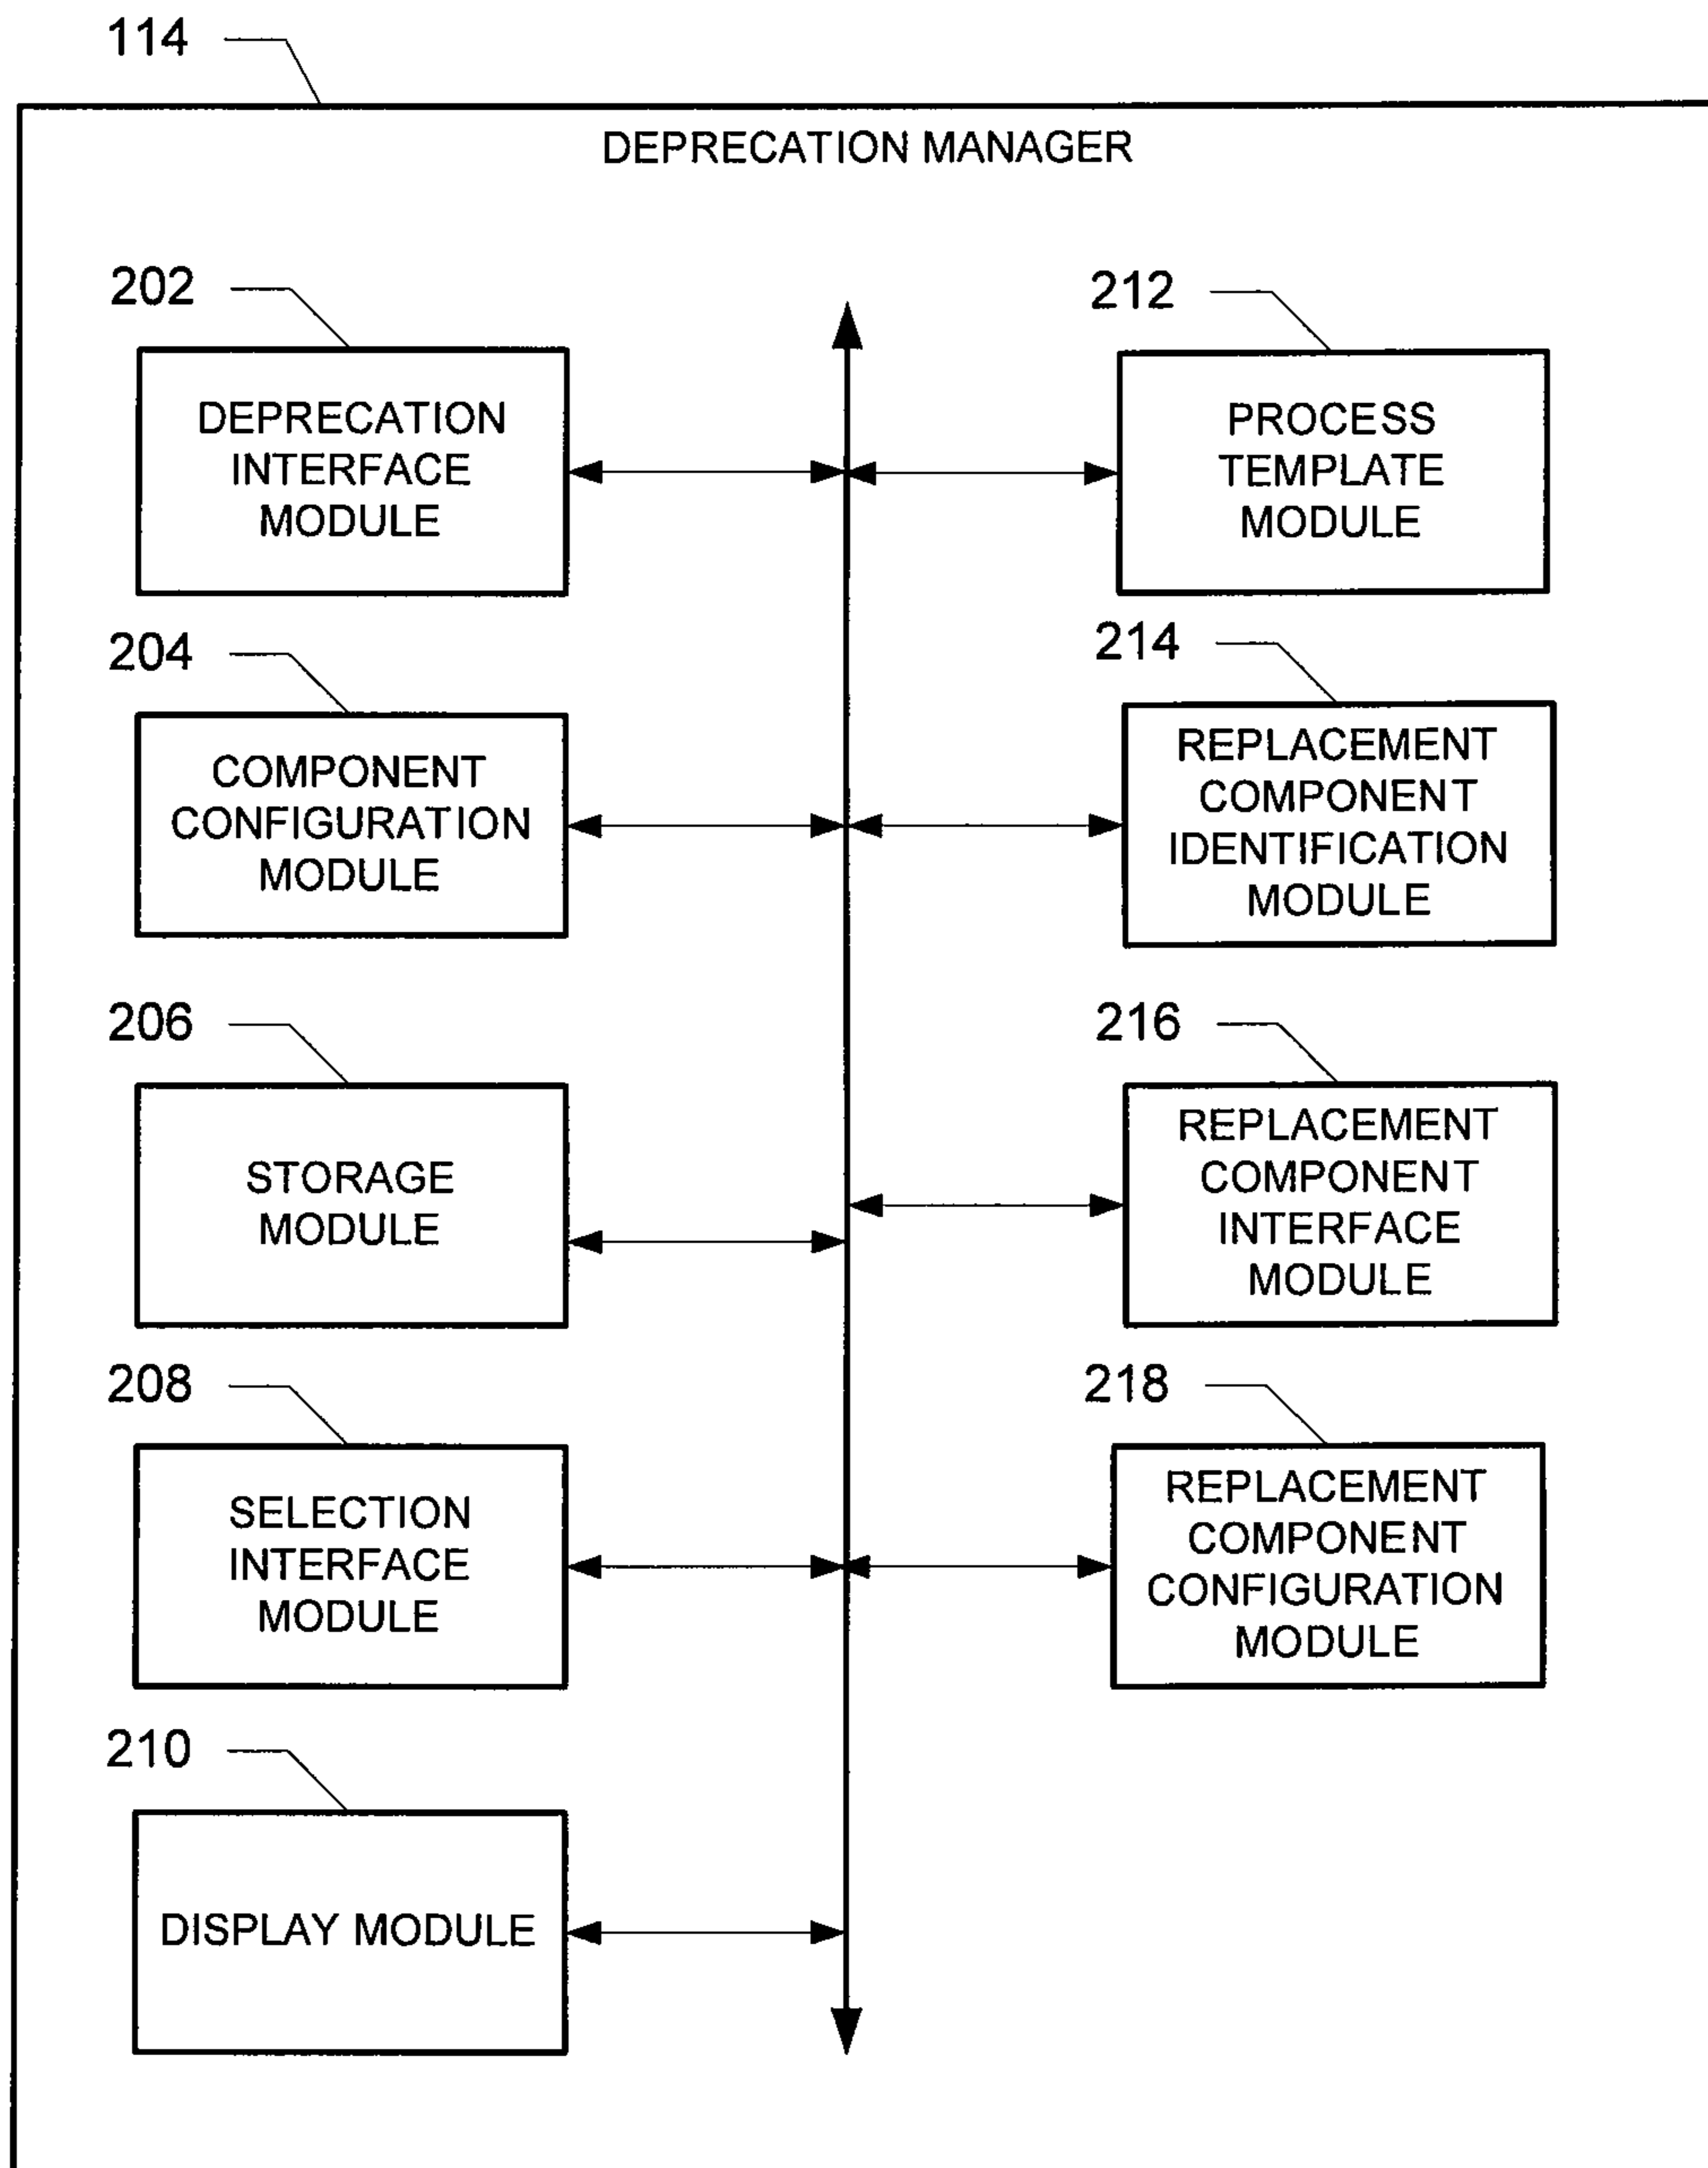 114
DEPRECATION MANAGER
202
DEPRECATION
INTERFACE
MODULE
204
COMPONENT
CONFIGURATION
MODULE
206
STORAGE
MODULE
208
SELECTION
INTERFACE
MODULE
210
DISPLAY MODULE
212
PROCESS
TEMPLATE
MODULE
214
REPLACEMENT
COMPONENT
IDENTIFICATION
MODULE
216
REPLACEMENT
COMPONENT
INTERFACE
MODULE
218
REPLACEMENT
COMPONENT
CONFIGURATION
MODULE